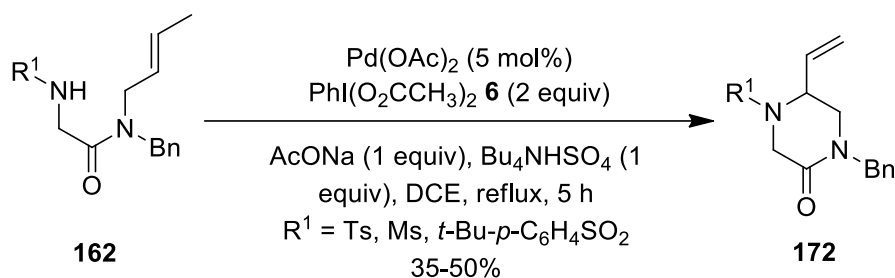 R¹
NH
N
Bn
O
162
Pd(OAc)₂ (5 mol%)
PhI(O₂CCH₃)₂ 6 (2 equiv)
AcONa (1 equiv), Bu₄NHSO₄ (1
equiv), DCE, reflux, 5 h
R¹ = Ts, Ms, t-Bu-p-C₆H₄SO₂
35-50%
R¹
N
N
Bn
O
172